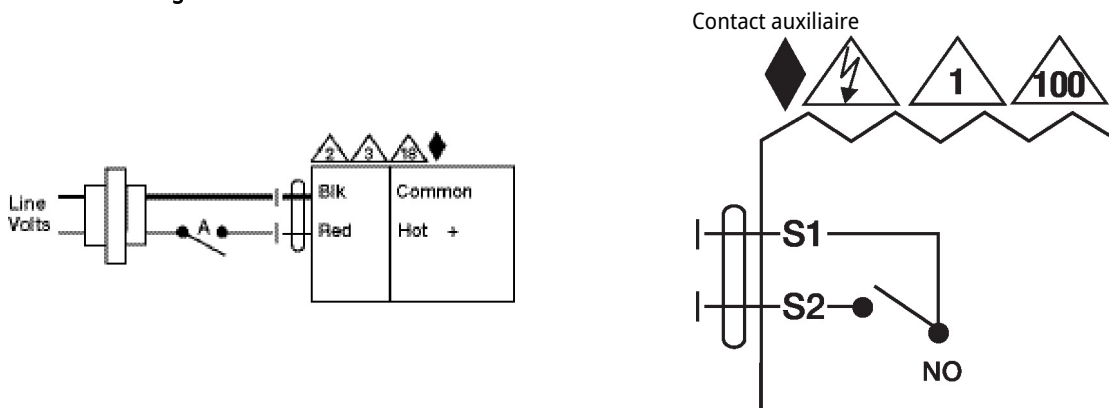 Contact auxiliaire
1
100
2
3
18
Line
Volts
A
Blk
Common
Red
Hot +
S1
S2
NO